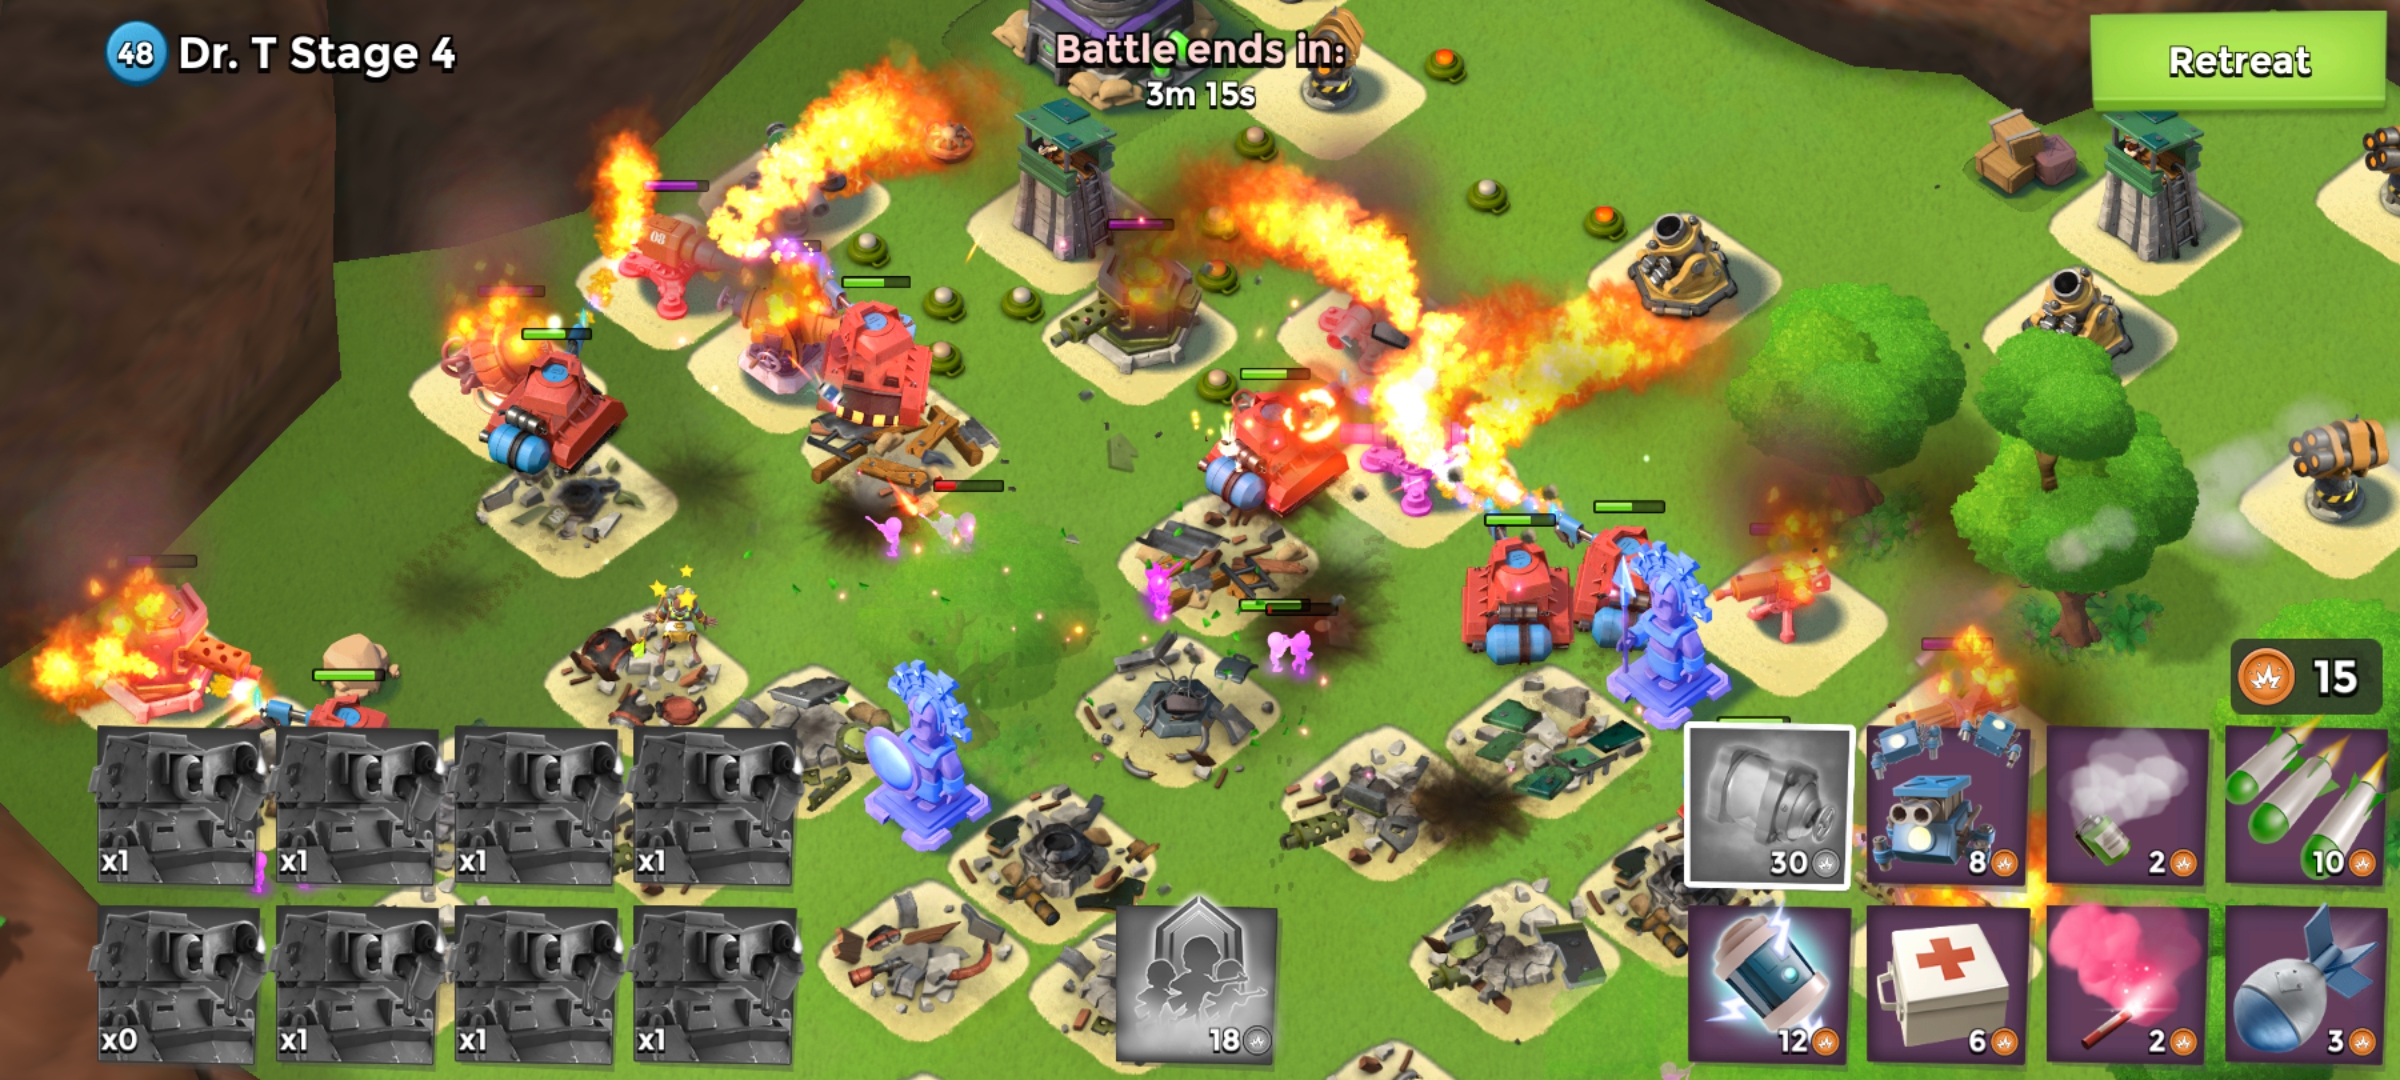 48 Dr. T Stage 4
Battle ends in:
3m 15s
Retreat
08
15
x1
x1
x1
x1
30
8
2
10
x0
x1
x1
x1
18
12
6
2
3